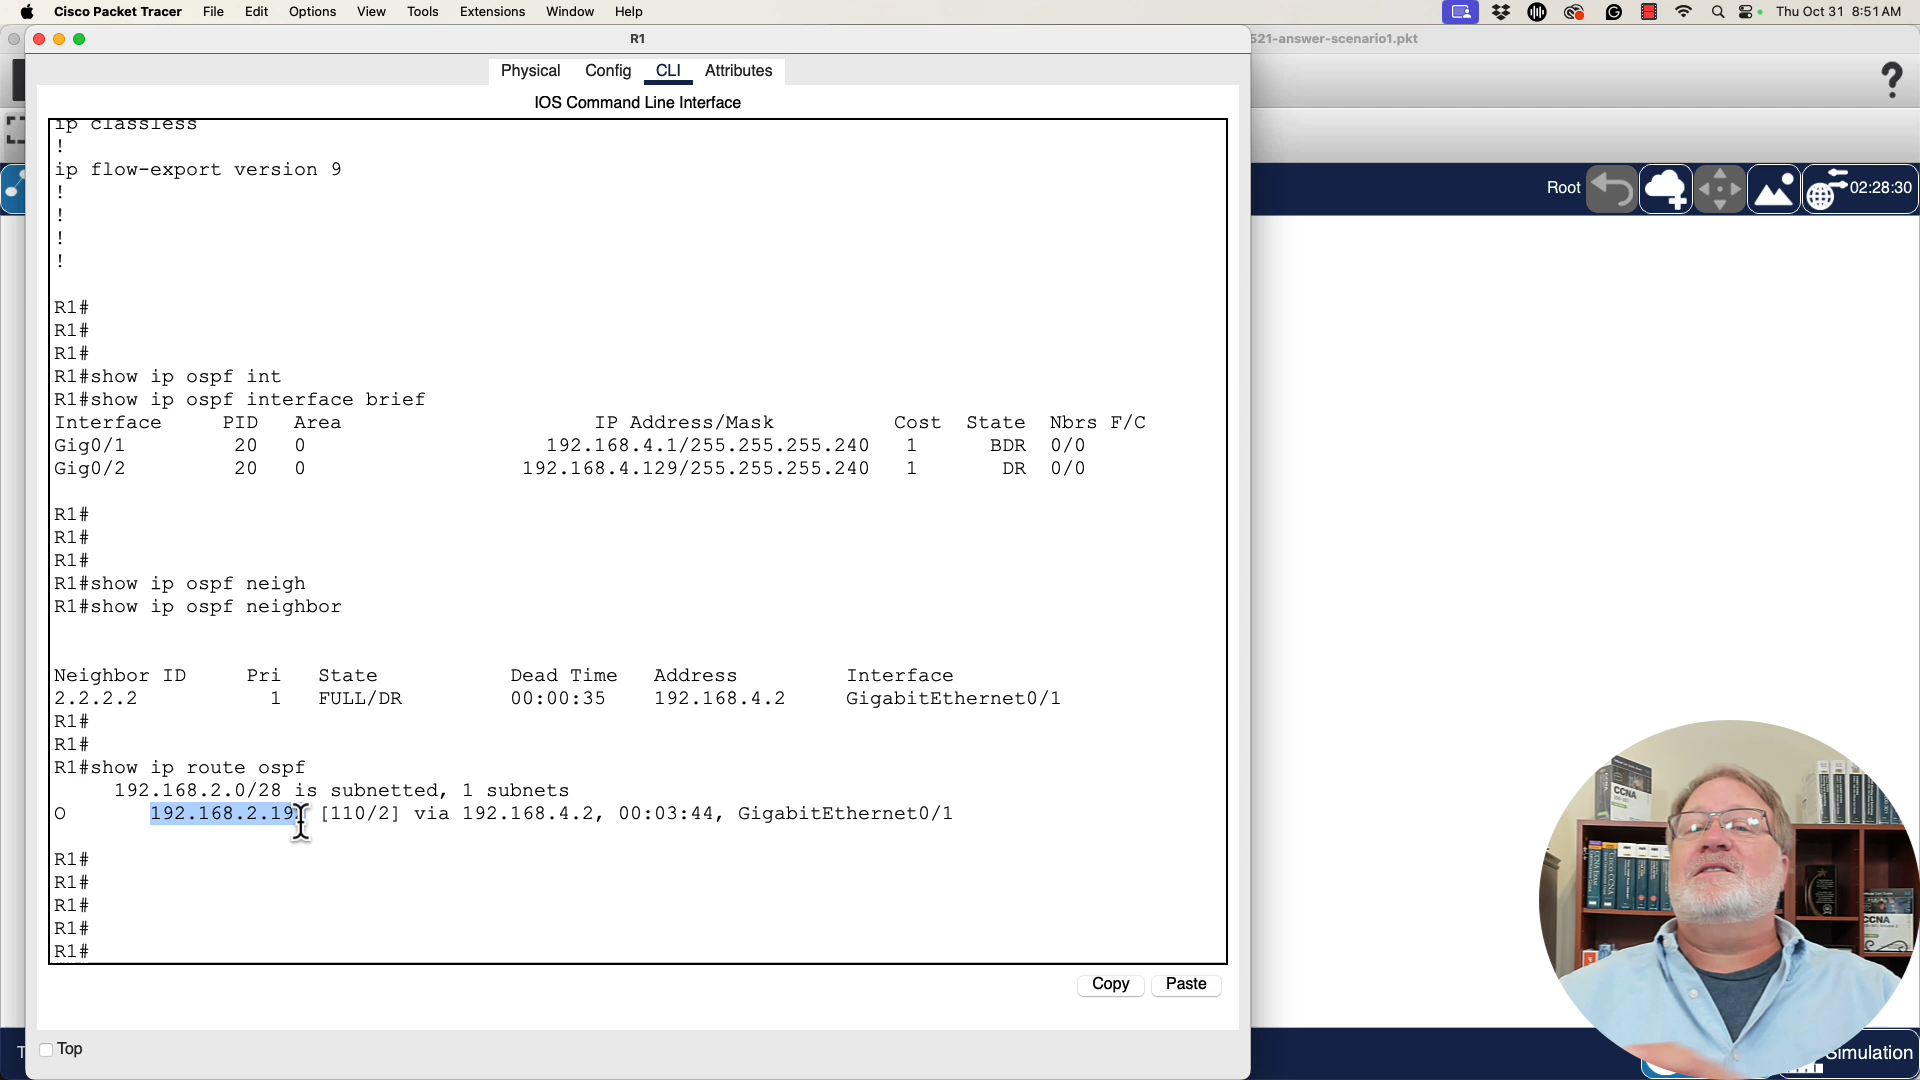 Cisco Packet Tracer File Edit Options View Tools Extensions Window Help Thu Oct 31 8:51 AM
R1
521-answer-scenario1.pkt
Physical Config CLI Attributes
IOS Command Line Interface
Root
02:28:30
ip classless
!
ip flow-export version 9
!
!
!
!
R1#
R1#
R1#
R1#show ip ospf int
R1#show ip ospf interface brief
Interface PID Area IP Address/Mask Cost State Nbrs F/C
Gig0/1 20 0 192.168.4.1/255.255.255.240 1 BDR 0/0
Gig0/2 20 0 192.168.4.129/255.255.255.240 1 DR 0/0
R1#
R1#
R1#
R1#show ip ospf neigh
R1#show ip ospf neighbor
Neighbor ID Pri State Dead Time Address Interface
2.2.2.2 1 FULL/DR 00:00:35 192.168.4.2 GigabitEthernet0/1
R1#
R1#
R1#show ip route ospf
192.168.2.0/28 is subnetted, 1 subnets
O 192.168.2.19 [110/2] via 192.168.4.2, 00:03:44, GigabitEthernet0/1
R1#
R1#
R1#
R1#
R1#
Copy Paste
Top
Simulation
CCNA